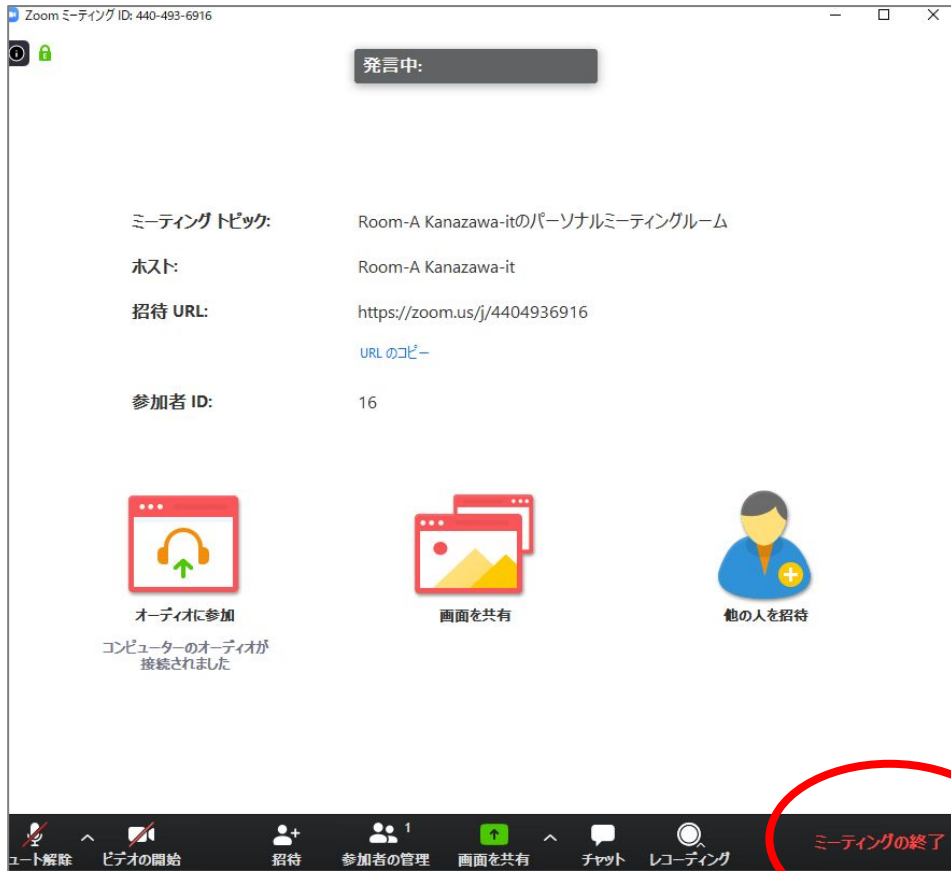 Zoom ミーティング ID: 440-493-6916
発言中:
ミーティング トピック: Room-A Kanazawa-itのパーソナルミーティングルーム
ホスト: Room-A Kanazawa-it
招待 URL: https://zoom.us/j/4404936916
URL のコピー
参加者 ID: 16
オーディオに参加 画面を共有 他の人を招待
コンピューターのオーディオが
接続されました
1
ュート解除 ビデオの開始 招待 参加者の管理 画面を共有 チャット レコーディング ミーティングの終了